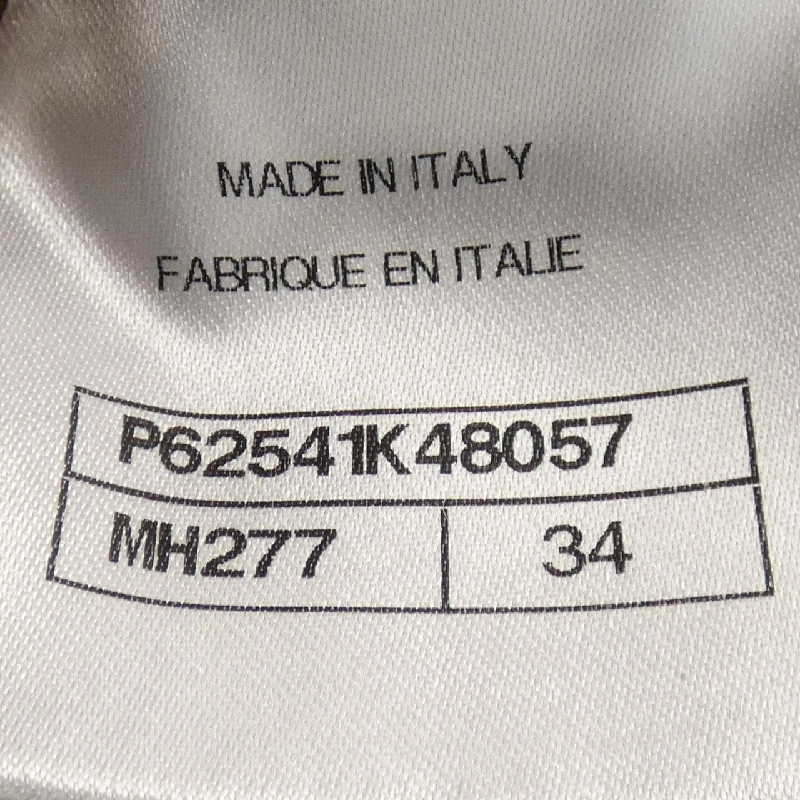 MADE IN ITALY
FABRIQUE EN ITALIE
P62541K48057
MH277 34